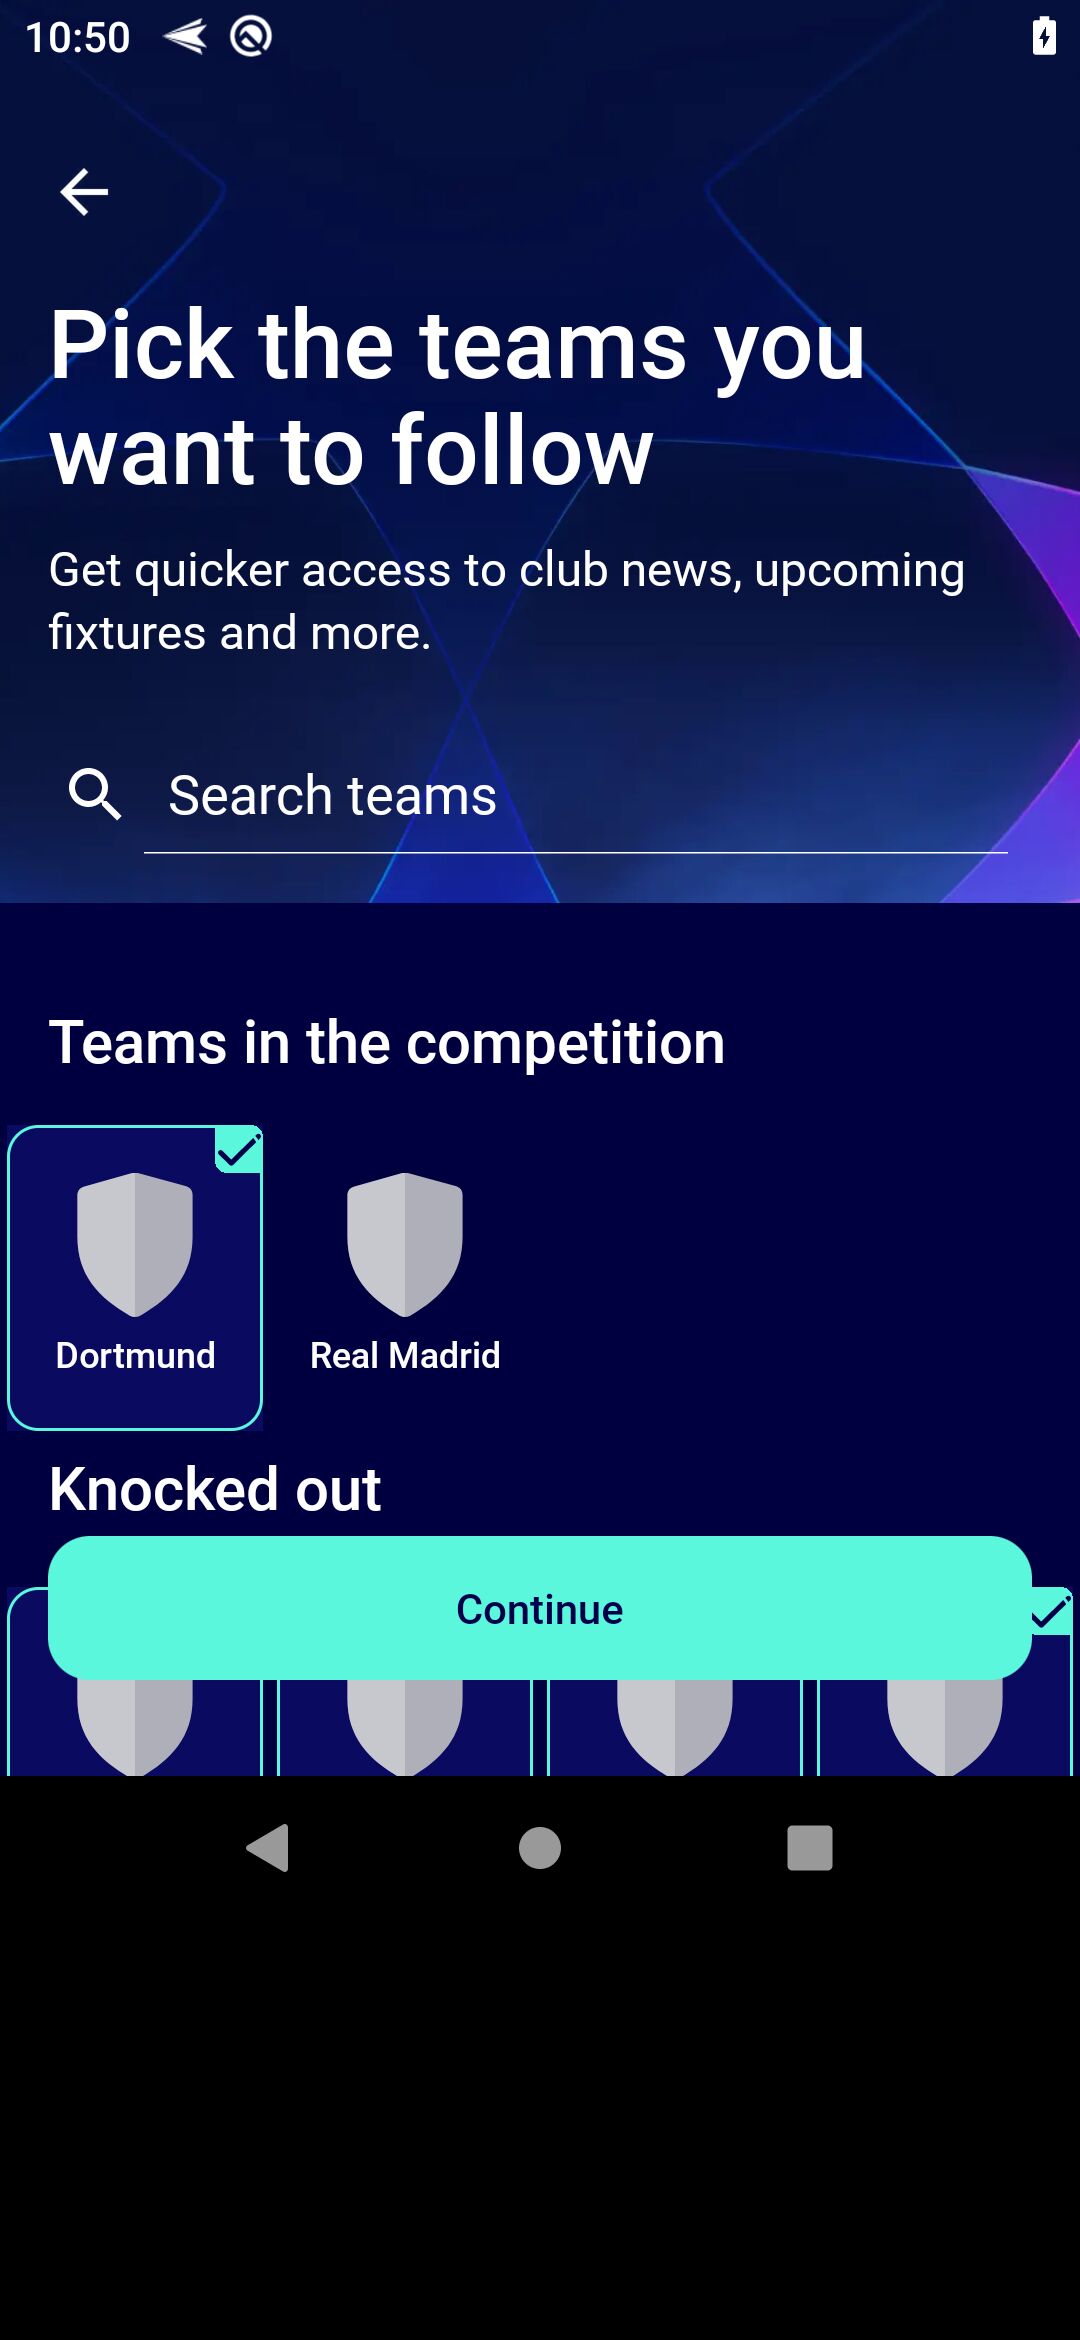 10:50
Pick the teams you
want to follow
Get quicker access to club news, upcoming
fixtures and more.
Search teams
Teams in the competition
Dortmund
Real Madrid
Knocked out
Continue